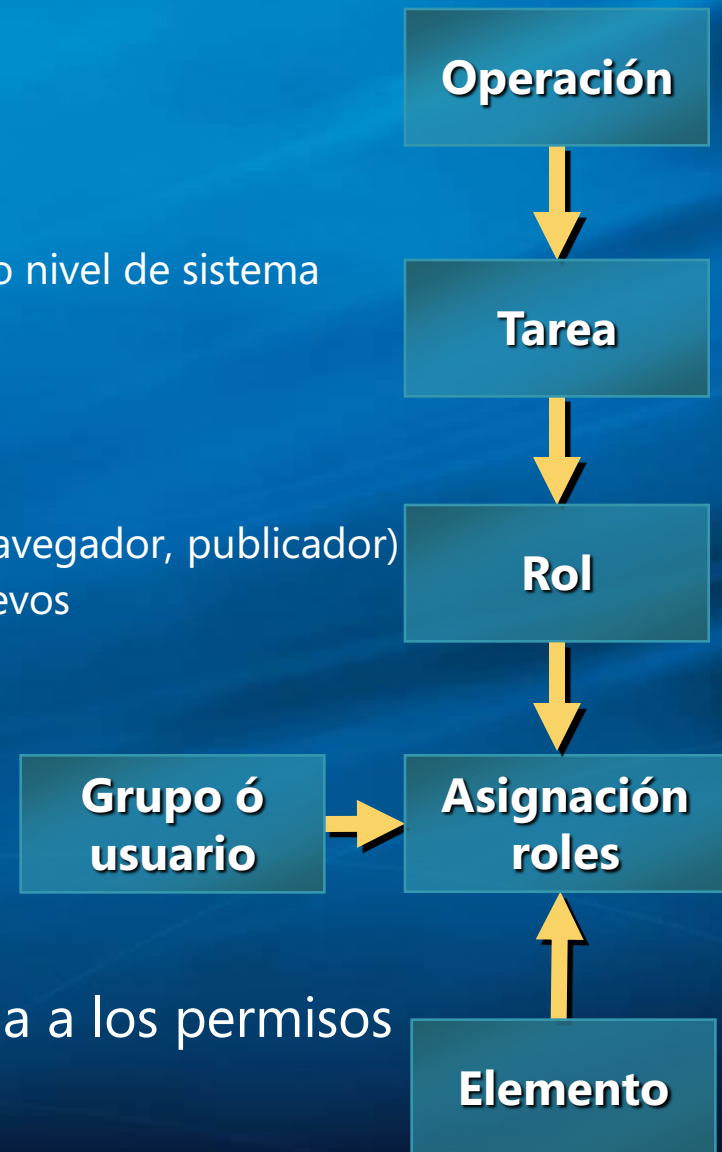 Operación
o nivel de sistema
Tarea
avegador, publicador)
evos
Rol
Grupo ó
usuario
Asignación
roles
a a los permisos
Elemento